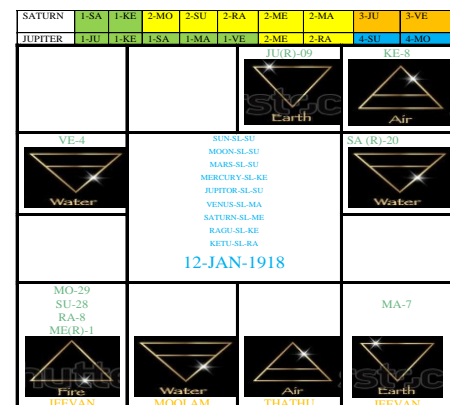 SATURN 1-SA 1-KE 2-MO 2-SU 2-RA 2-ME 2-MA 3-JU 3-VE
JUPITER 1-JU 1-KE 1-SA 1-MA 1-VE 2-ME 2-RA 4-SU 4-MO
JU(R)-09
Earth
KE-8
Air
VE-4
Water
SUN-SL-SU
MOON-SL-SU
MARS-SL-SU
MERCURY-SL-KE
JUPITOR-SL-SU
VENUS-SL-MA
SATURN-SL-ME
RAGU-SL-KE
KETU-SL-RA
12-JAN-1918
SA (R)-20
Water
MO-29
SU-28
RA-8
ME(R)-1
Fire
JEEVAN
Water
MOOLAM
Air
THATHU
MA-7
Earth
JEEVAN